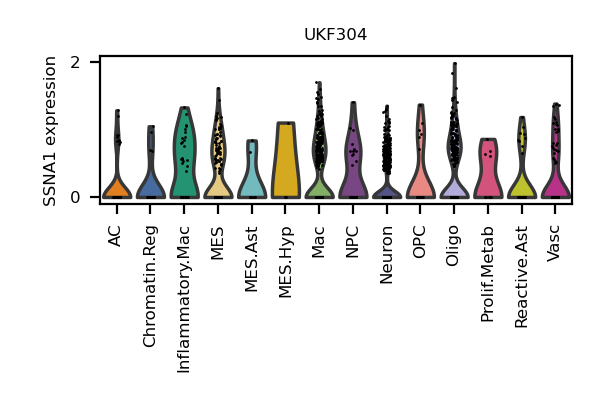 UKF304
SSNA1 expression
2
0
AC
Chromatin.Reg
Inflammatory.Mac
MES
MES.Ast
MES.Hyp
Mac
NPC
Neuron
OPC
Oligo
Prolif.Metab
Reactive.Ast
Vasc